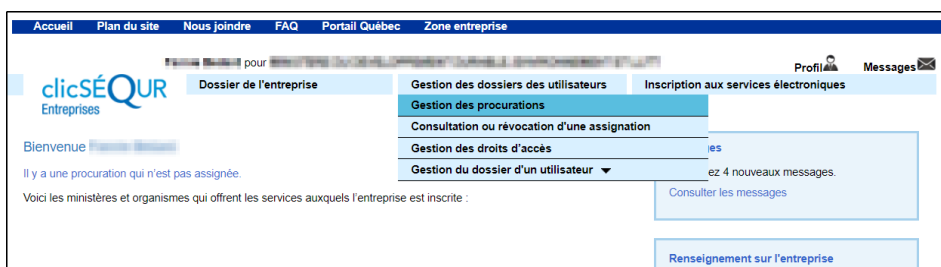 Accueil Plan du site Nous joindre FAQ Portail Québec Zone entreprise
pour
Profil Messages
clicSÉQUR
Entreprises
Dossier de l'entreprise Gestion des dossiers des utilisateurs Inscription aux services électroniques
Gestion des procurations
Consultation ou révocation d'une assignation
Gestion des droits d'accès
Gestion du dossier d'un utilisateur
Bienvenue
Il y a une procuration qui n'est pas assignée.
Voici les ministères et organismes qui offrent les services auxquels l'entreprise est inscrite :
es
ez 4 nouveaux messages.
Consulter les messages
Renseignement sur l'entreprise